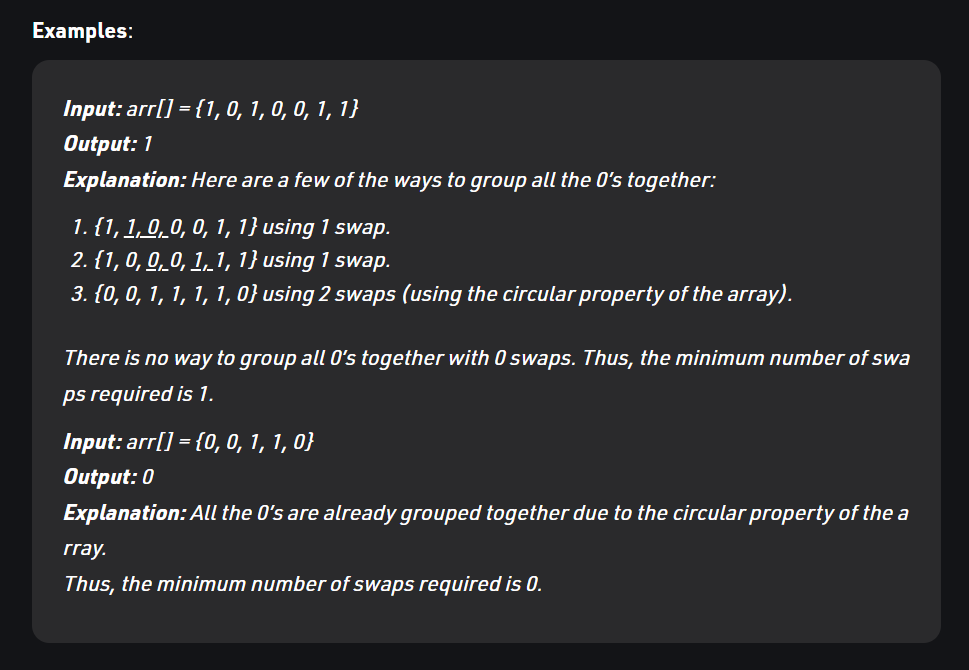 Examples:
Input: arr[] = {1, 0, 1, 0, 0, 1, 1}
Output: 1
Explanation: Here are a few of the ways to group all the 0's together:
1. {1, 1, 0, 0, 0, 1, 1} using 1 swap.
2. {1, 0, 0, 0, 1, 1, 1} using 1 swap.
3. {0, 0, 1, 1, 1, 1, 0} using 2 swaps (using the circular property of the array).
There is no way to group all 0's together with 0 swaps. Thus, the minimum number of swa
ps required is 1.
Input: arr[] = {0, 0, 1, 1, 0}
Output: 0
Explanation: All the 0's are already grouped together due to the circular property of the a
rray.
Thus, the minimum number of swaps required is 0.